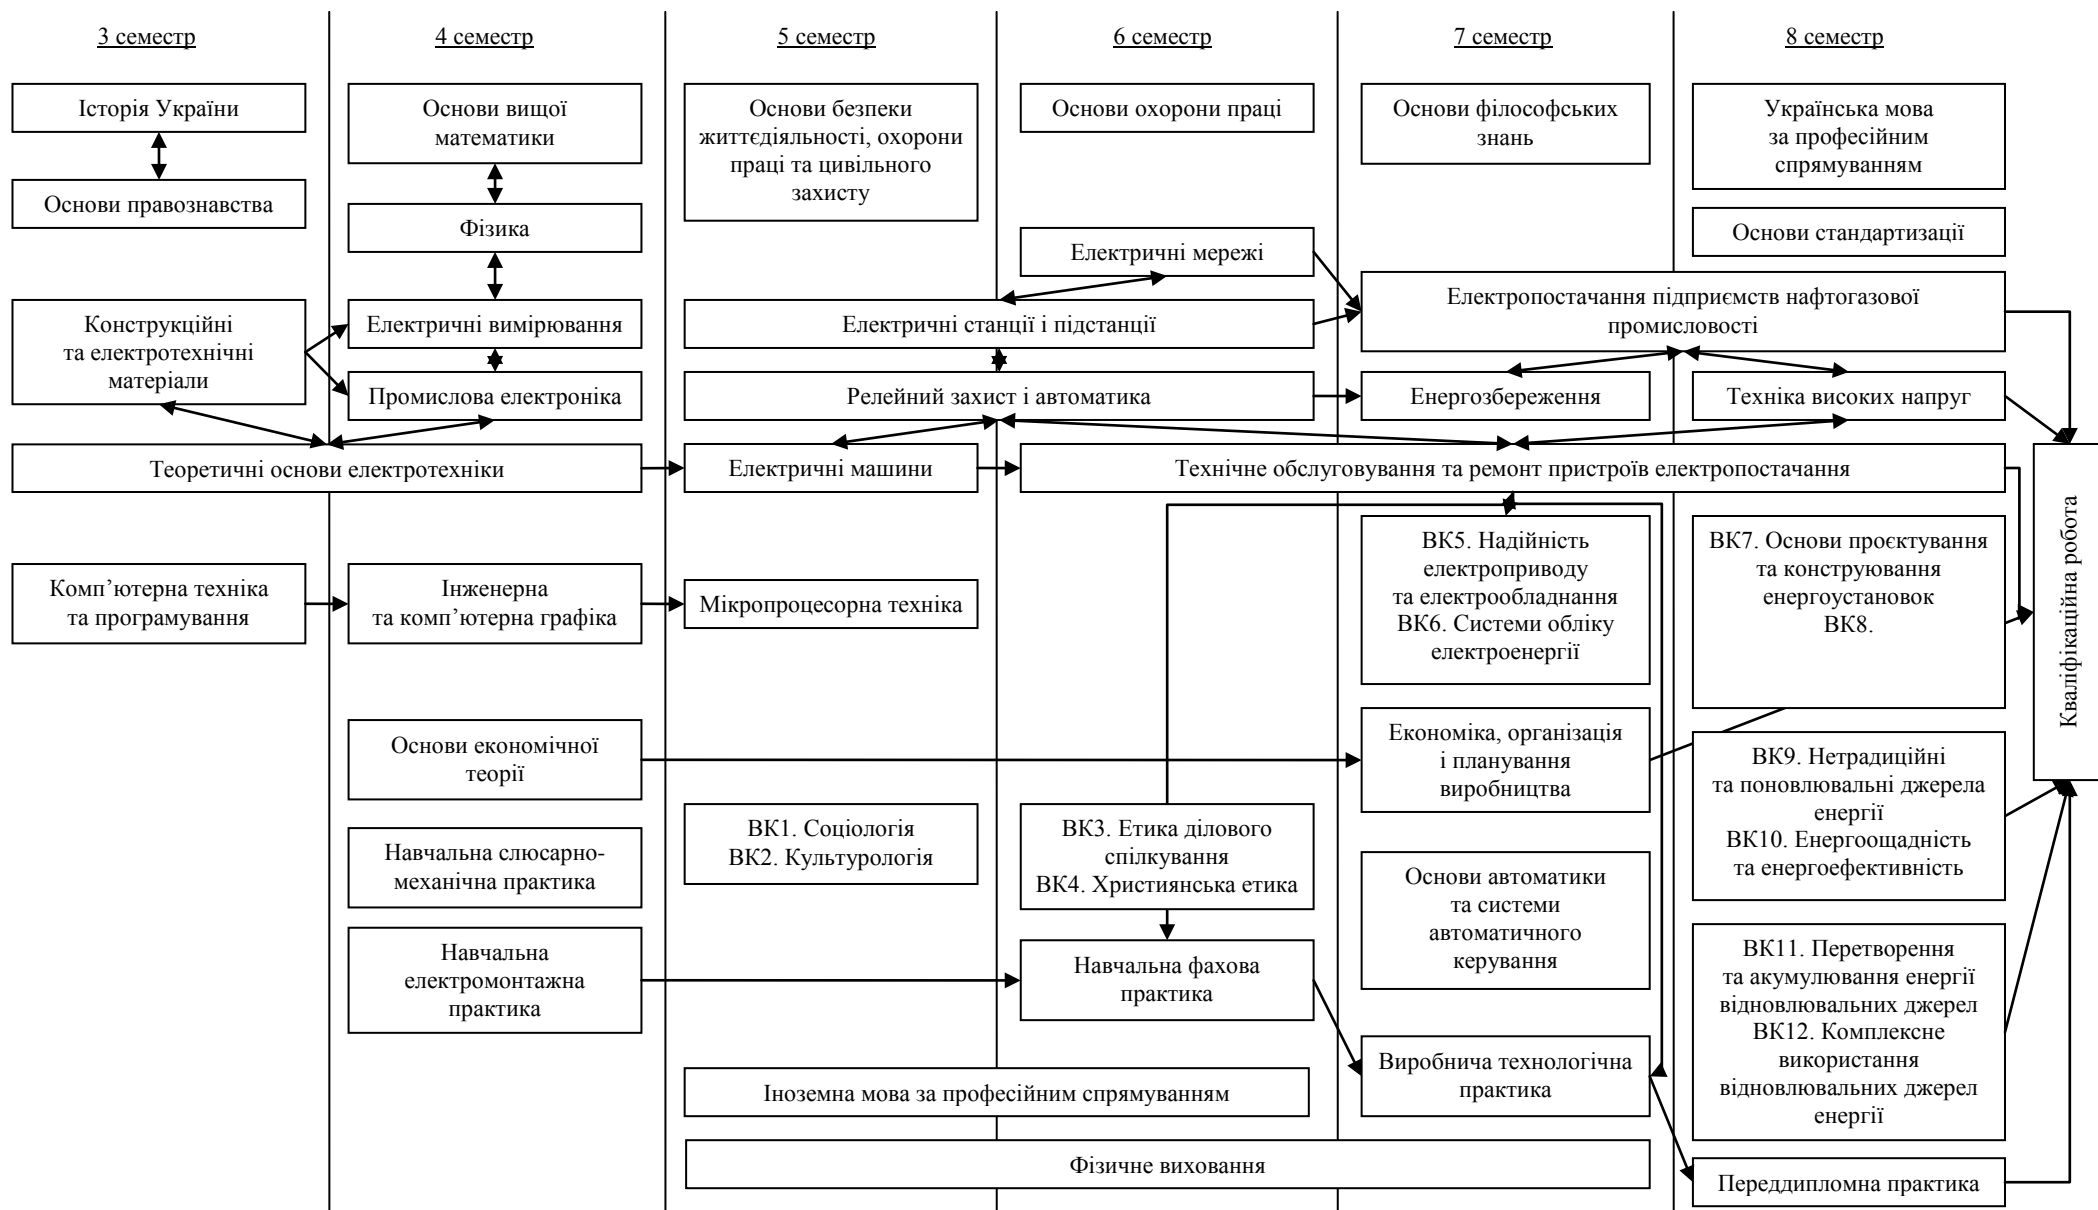 3 семестр
4 семестр
5 семестр
6 семестр
7 семестр
8 семестр
Історія України
Основи правознавства
Конструкційні
та електротехнічні
матеріали
Теоретичні основи електротехніки
Комп’ютерна техніка
та програмування
Основи вищої
математики
Фізика
Електричні вимірювання
Промислова електроніка
Інженерна
та комп’ютерна графіка
Основи економічної
теорії
Навчальна слюсарно-
механічна практика
Навчальна
електромонтажна
практика
Основи безпеки
життєдіяльності, охорони
праці та цивільного
захисту
Електричні станції і підстанції
Релейний захист і автоматика
Електричні машини
Мікропроцесорна техніка
ВК1. Соціологія
ВК2. Культурологія
Іноземна мова за професійним спрямуванням
Фізичне виховання
Основи охорони праці
Електричні мережі
Технічне обслуговування та ремонт пристроїв електропостачання
ВК3. Етика ділового
спілкування
ВК4. Християнська етика
Навчальна фахова
практика
Основи філософських
знань
Електропостачання підприємств нафтогазової
промисловості
Енергозбереження
ВК5. Надійність
електроприводу
та електрообладнання
ВК6. Системи обліку
електроенергії
Економіка, організація
і планування
виробництва
Основи автоматики
та системи
автоматичного
керування
Виробнича технологічна
практика
Українська мова
за професійним
спрямуванням
Основи стандартизації
Техніка високих напруг
ВК7. Основи проєктування
та конструювання
енергоустановок
ВК8.
ВК9. Нетрадиційні
та поновлювальні джерела
енергії
ВК10. Енергоощадність
та енергоефективність
ВК11. Перетворення
та акумулювання енергії
відновлювальних джерел
ВК12. Комплексне
використання
відновлювальних джерел
енергії
Переддипломна практика
Кваліфікаційна робота